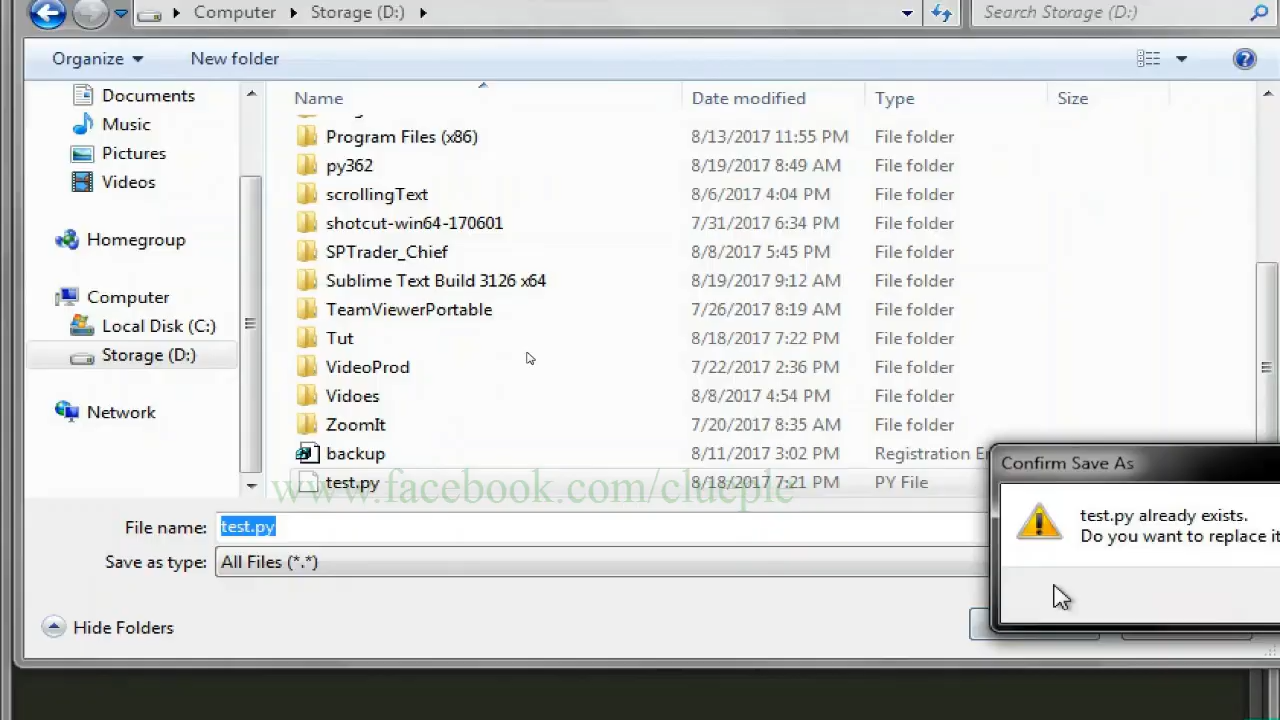 Computer Storage (D:)
Search Storage (D:)
Organize New folder
Documents
Music
Pictures
Videos
Homegroup
Computer
Local Disk (C:)
Storage (D:)
Network
Name Date modified Type Size
Program Files (x86) 8/13/2017 11:55 PM File folder
py362 8/19/2017 8:49 AM File folder
scrollingText 8/6/2017 4:04 PM File folder
shotcut-win64-170601 7/31/2017 6:34 PM File folder
SPTrader_Chief 8/8/2017 5:45 PM File folder
Sublime Text Build 3126 x64 8/19/2017 9:12 AM File folder
TeamViewerPortable 7/26/2017 8:19 AM File folder
Tut 8/18/2017 7:22 PM File folder
VideoProd 7/22/2017 2:36 PM File folder
Vidoes 8/8/2017 4:54 PM File folder
ZoomIt 7/20/2017 8:35 AM File folder
backup 8/11/2017 3:02 PM Registration
test.py 8/18/2017 7:21 PM PY File
www.facebook.com/cluepic
File name: test.py
Save as type: All Files (*.*)
Hide Folders
Confirm Save As
test.py already exists.
Do you want to replace it